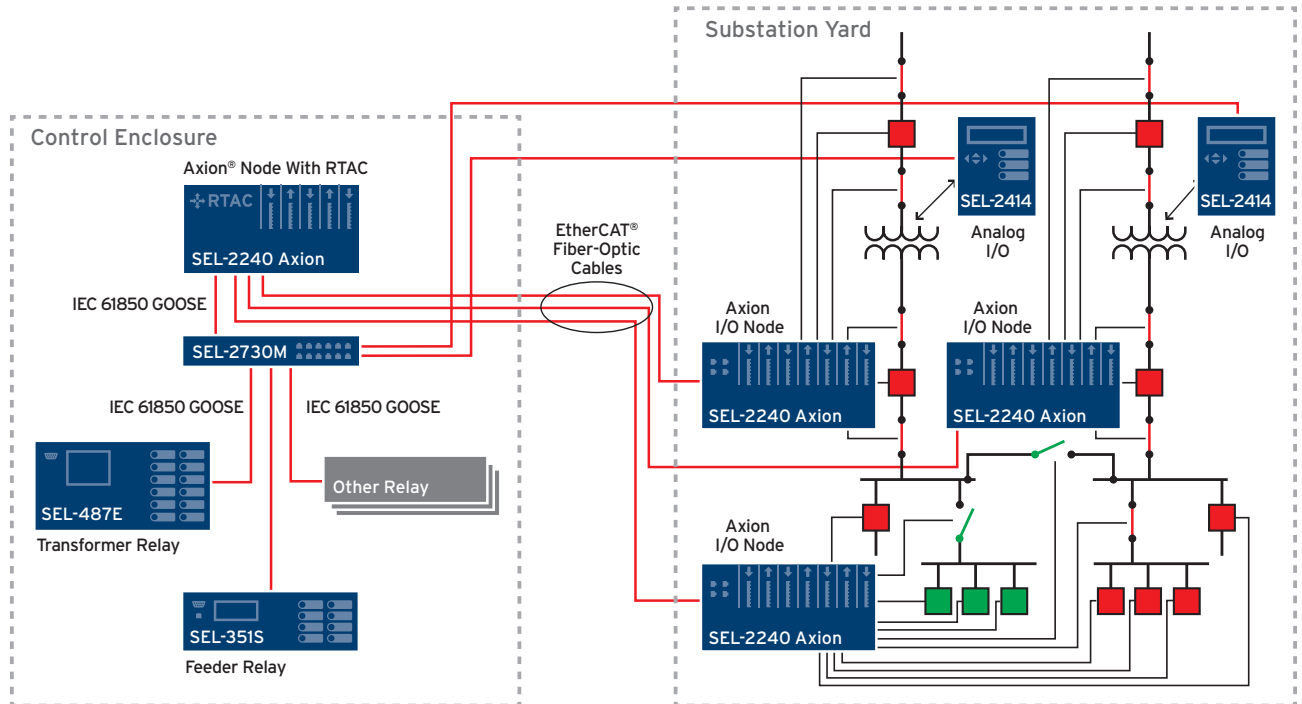 Substation Yard
Control Enclosure
Axion® Node With RTAC
RTAC
SEL-2240 Axion
IEC 61850 GOOSE
SEL-2730M
IEC 61850 GOOSE
IEC 61850 GOOSE
SEL-487E
Transformer Relay
Other Relay
SEL-351S
Feeder Relay
EtherCAT®
Fiber-Optic
Cables
SEL-2414
Analog
I/O
SEL-2414
Analog
I/O
Axion
I/O Node
SEL-2240 Axion
Axion
I/O Node
SEL-2240 Axion
Axion
I/O Node
SEL-2240 Axion